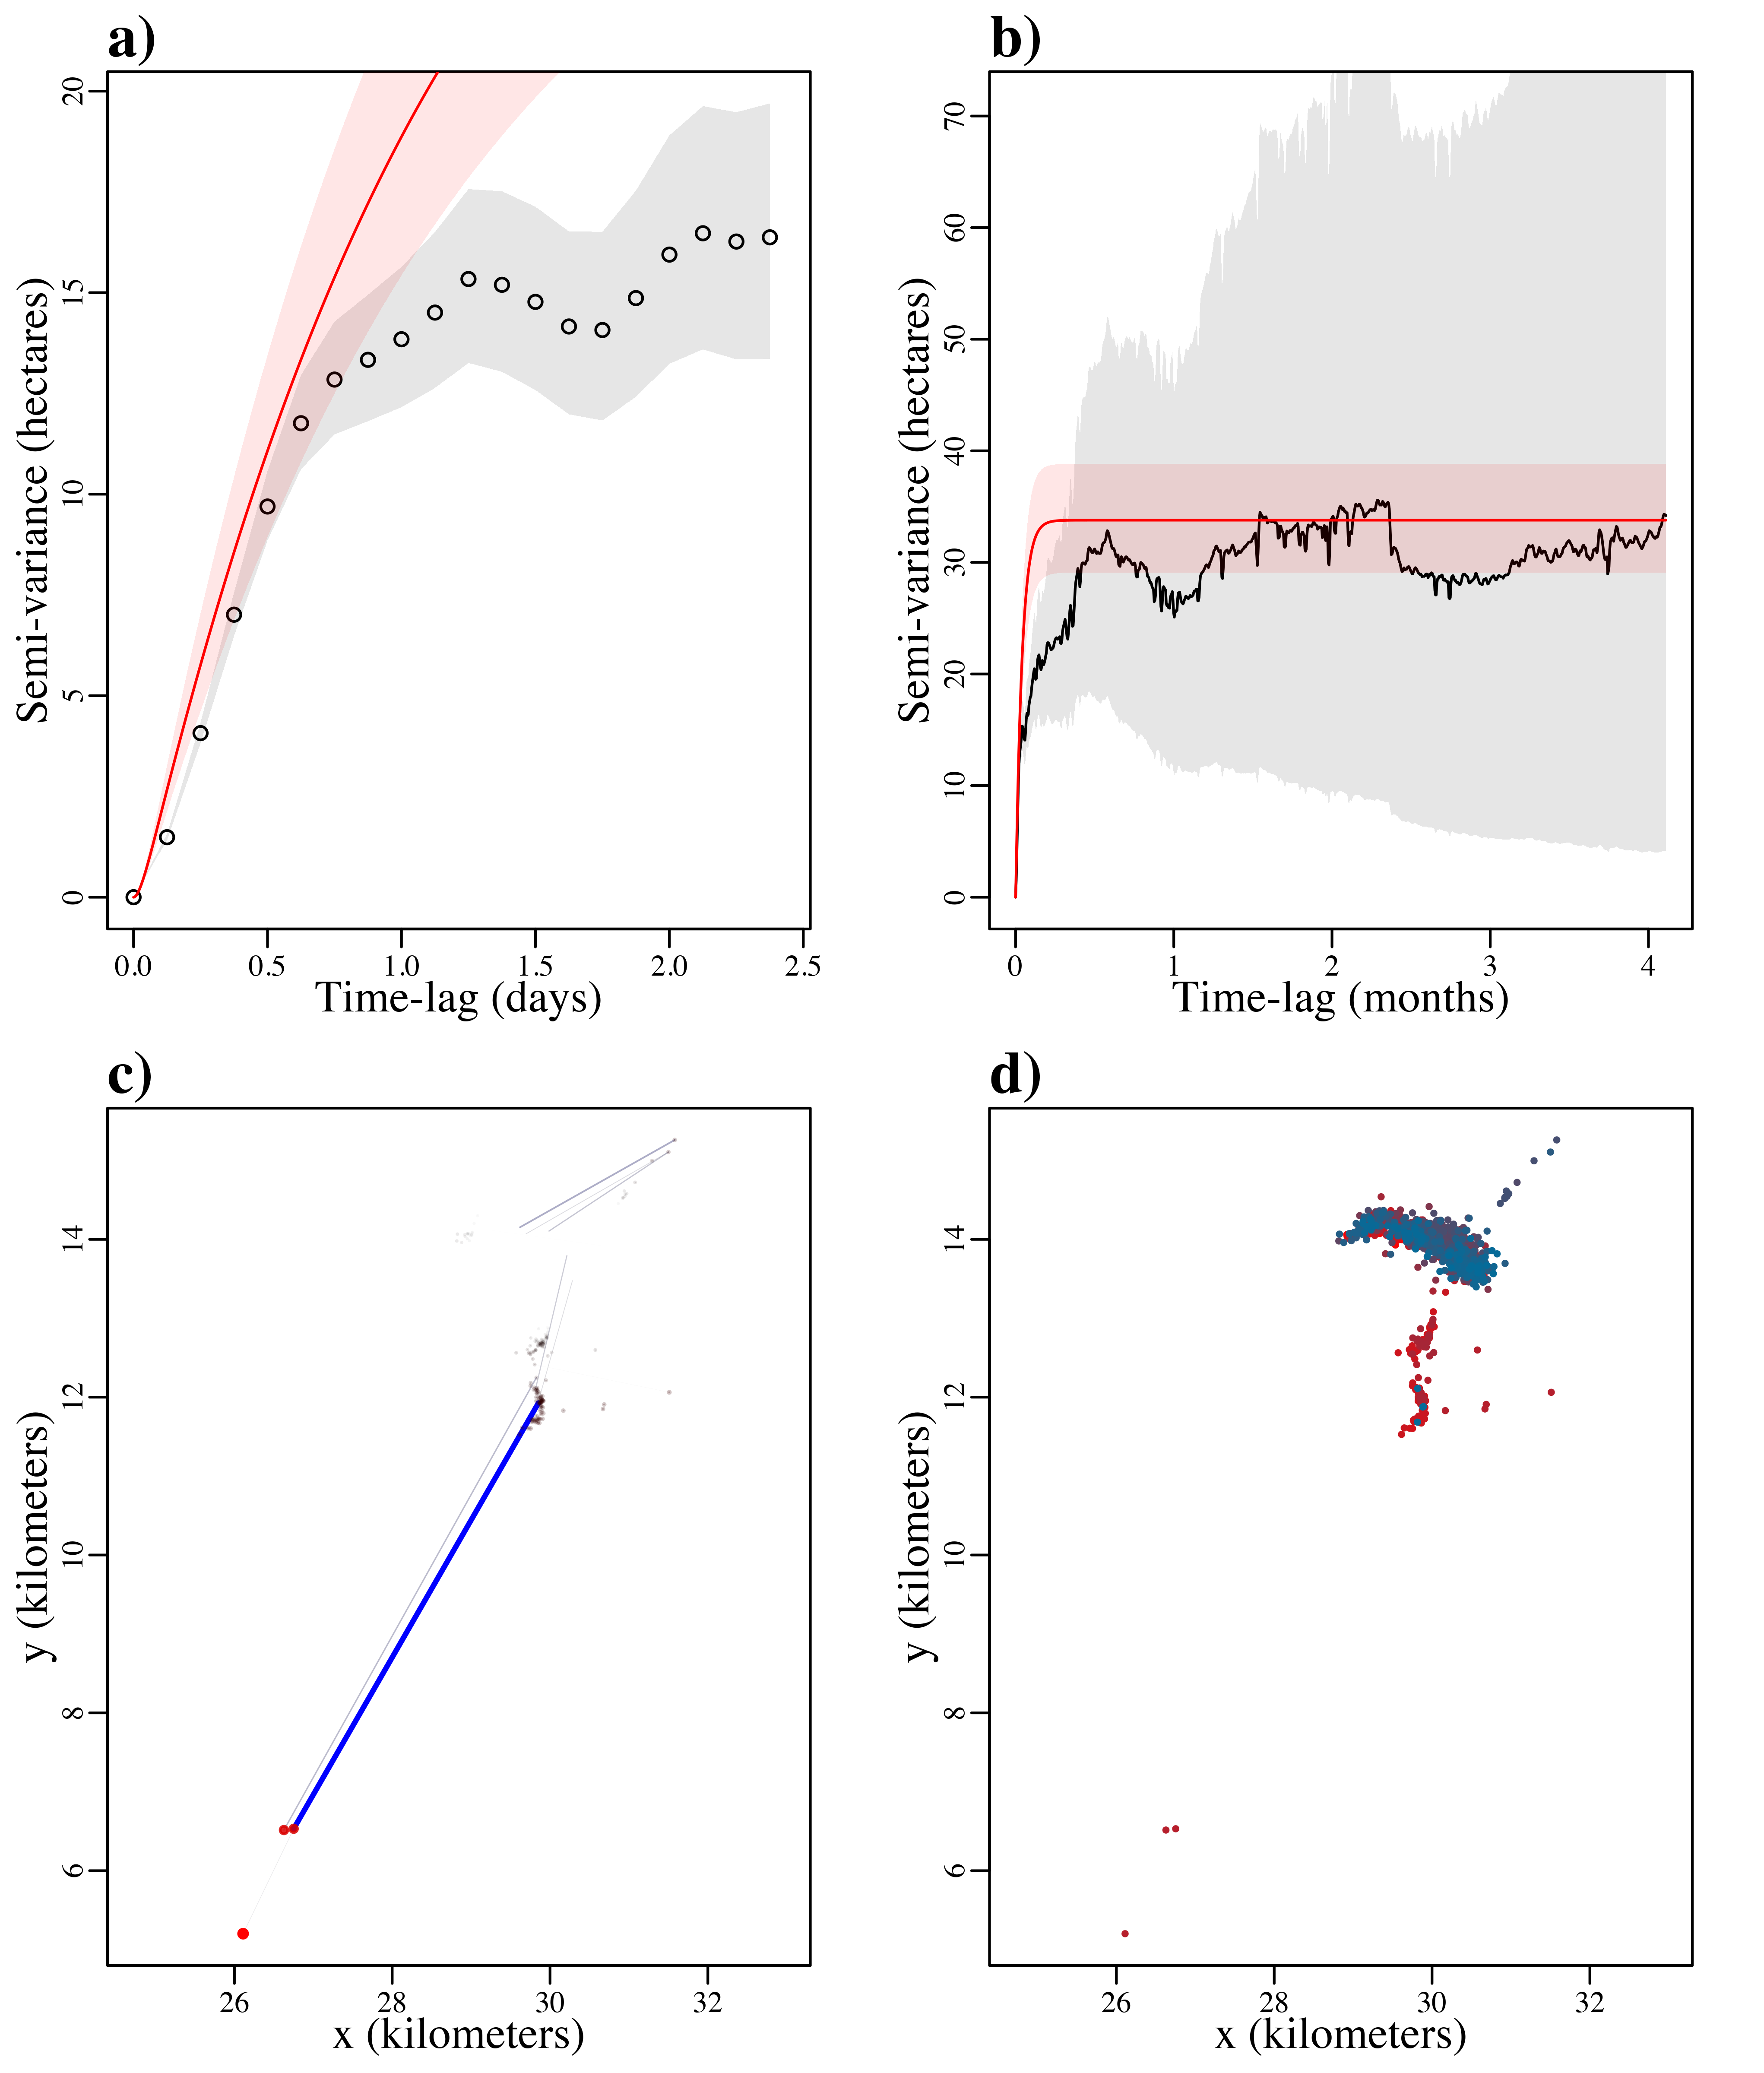 a)
Semi-variance (hectares)
20
15
10
5
0
0.0 0.5 1.0 1.5 2.0 2.5
Time-lag (days)
b)
Semi-variance (hectares)
70
60
50
40
30
20
10
0
0 1 2 3 4
Time-lag (months)
c)
y (kilometers)
14
12
10
8
6
26 28 30 32
x (kilometers)
d)
y (kilometers)
14
12
10
8
6
26 28 30 32
x (kilometers)